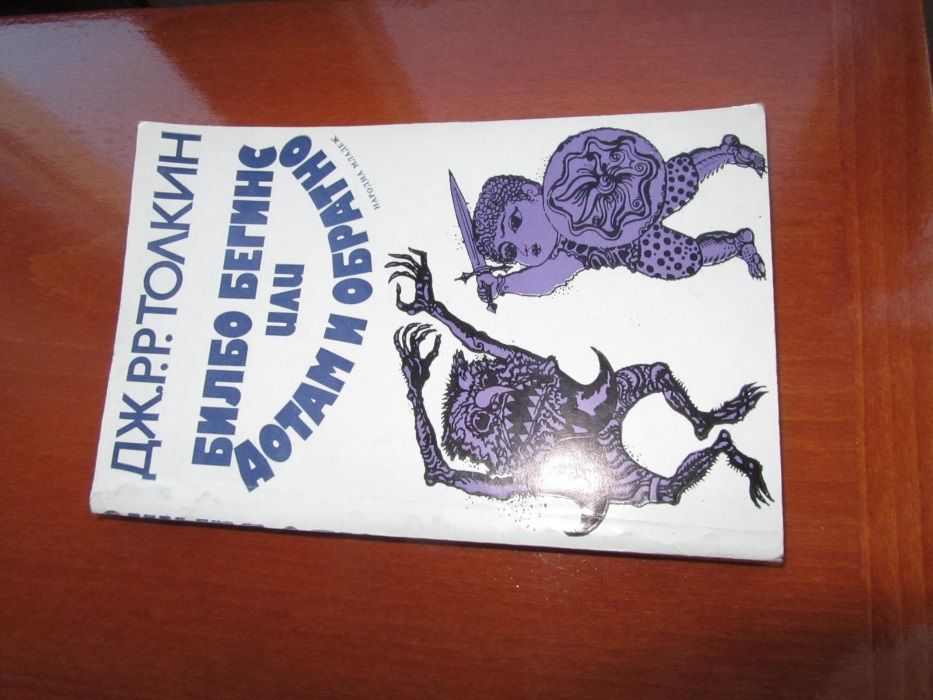 ДЖ.Р.Р.ТОЛКИН
БИЛБО БЕГИНС
ИЛИ
ДОТАМ И ОБРАТНО
НАРОДНА МЛАДЕЖ